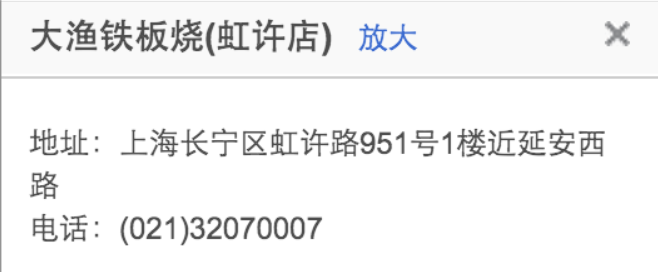 大渔铁板烧(虹许店) 放大 ×
地址：上海长宁区虹许路951号1楼近延安西
路
电话：(021)32070007